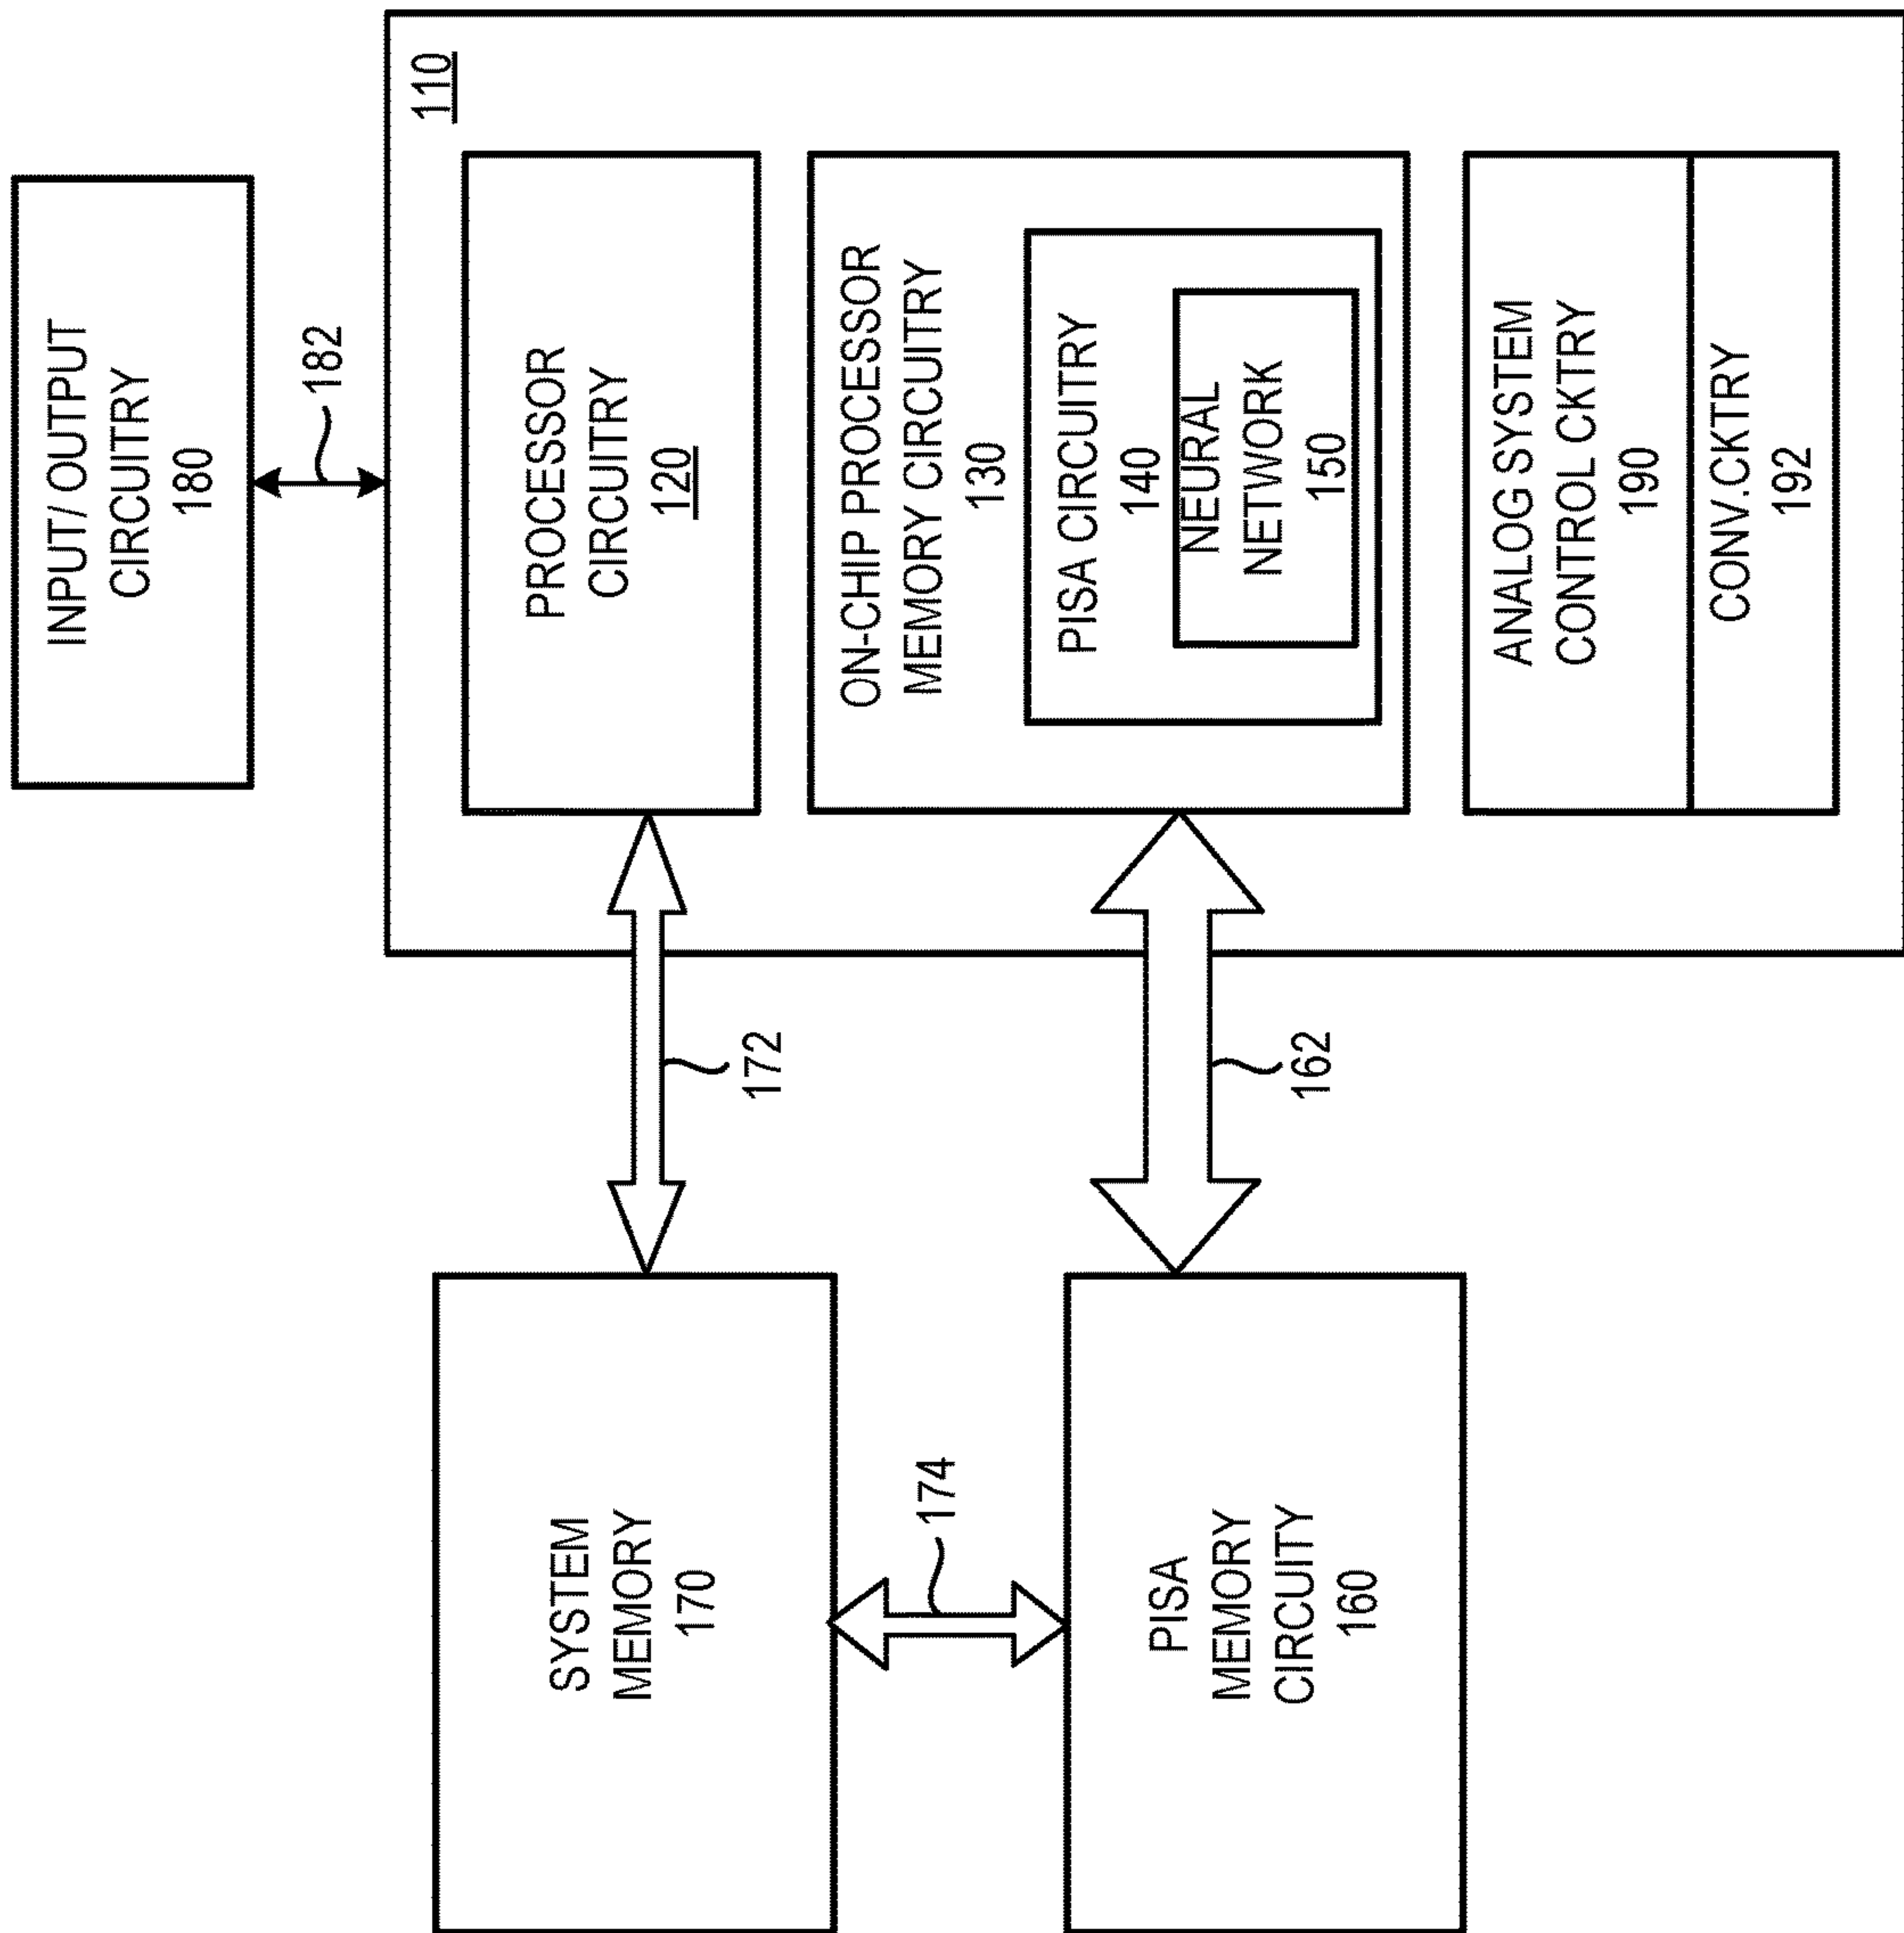 INPUT/ OUTPUT
CIRCUITRY
180
182
110
PROCESSOR
CIRCUITRY
120
ON-CHIP PROCESSOR
MEMORY CIRCUITRY
130
PISA CIRCUITRY
140
NEURAL
NETWORK
150
ANALOG SYSTEM
CONTROL CKTRY
190
CONV.CKTRY
192
172
162
SYSTEM
MEMORY
170
174
PISA
MEMORY
CIRCUITY
160